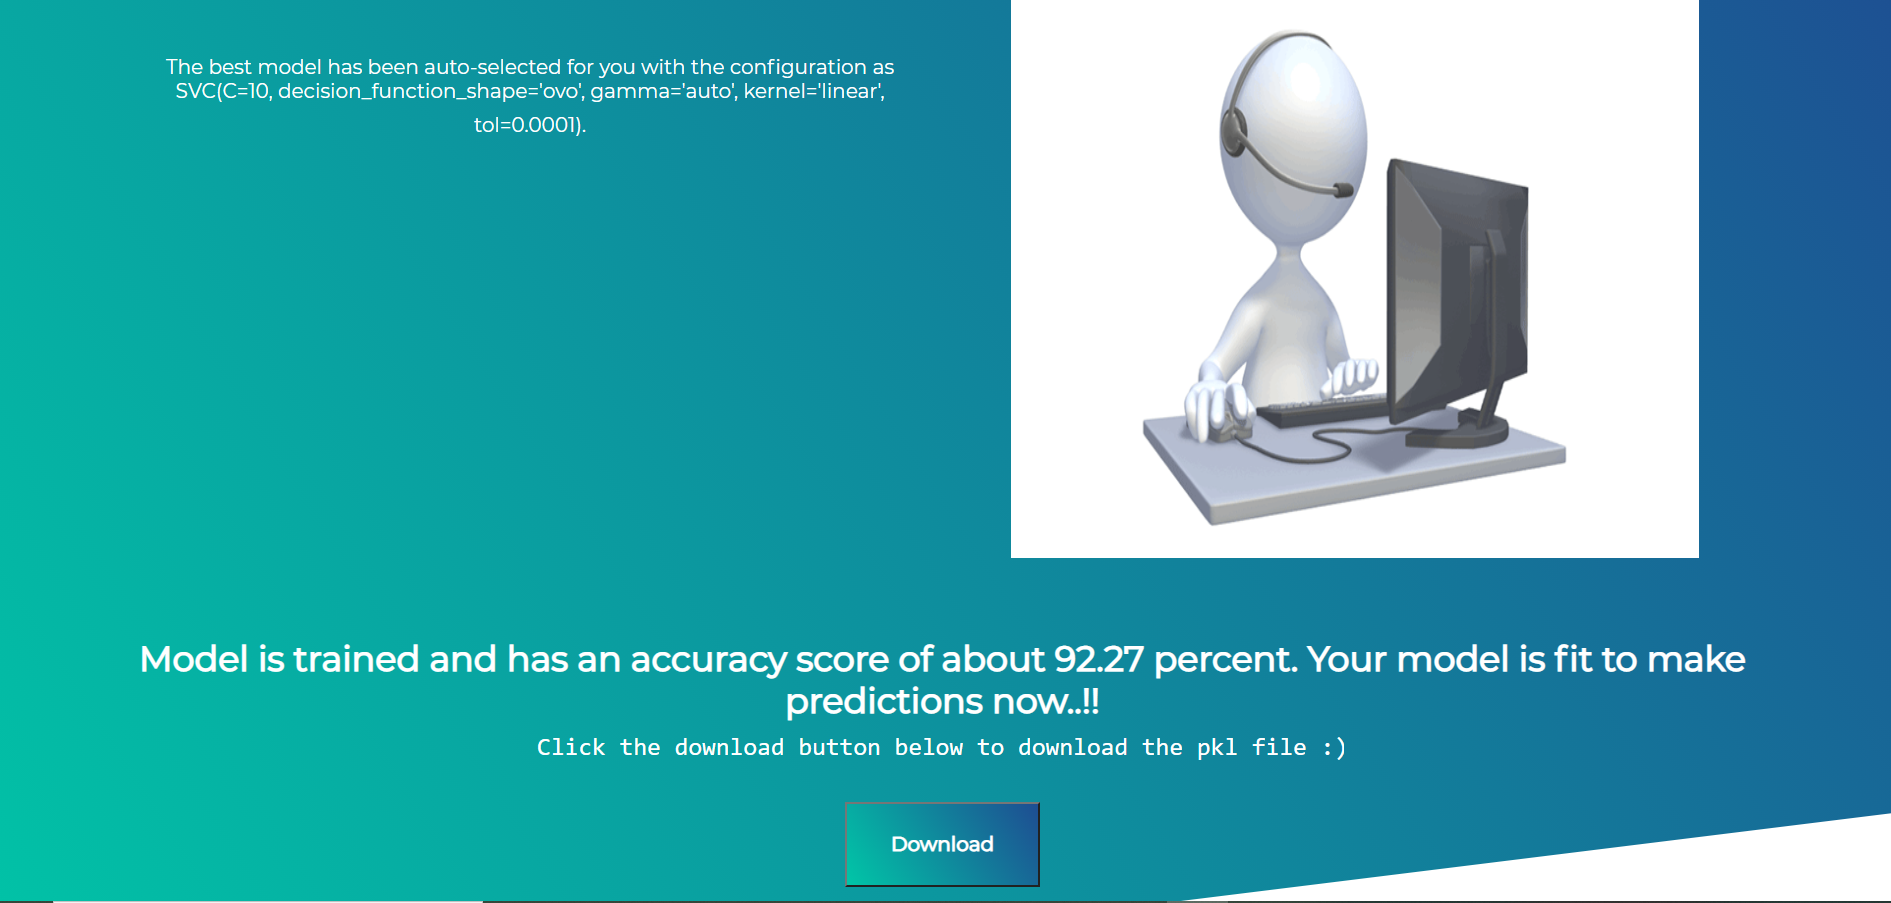 The best model has been auto-selected for you with the configuration as
SVC(C=10, decision_function_shape='ovo', gamma='auto', kernel='linear',
tol=0.0001).
Model is trained and has an accuracy score of about 92.27 percent. Your model is fit to make
predictions now..!!
Click the download button below to download the pkl file :)
Download